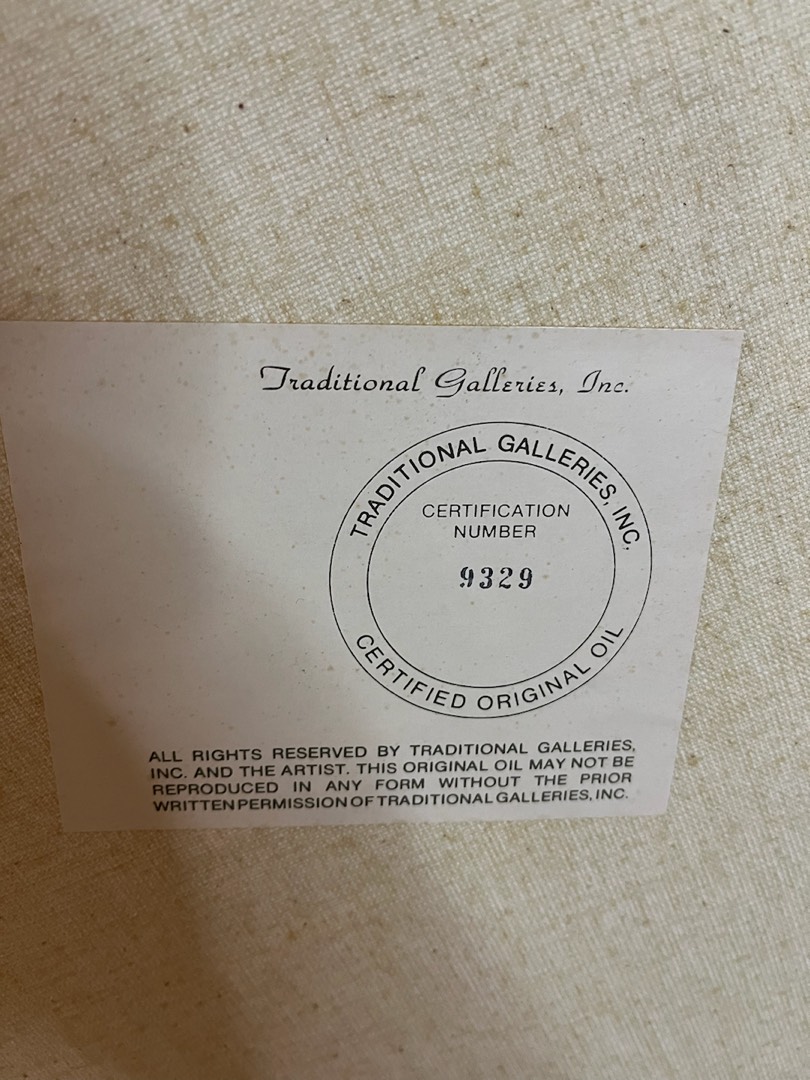 Traditional Galleries, Inc.
TRADITIONAL GALLERIES, INC.
CERTIFICATION
NUMBER
9329
CERTIFIED ORIGINAL OIL
ALL RIGHTS RESERVED BY TRADITIONAL GALLERIES,
INC. AND THE ARTIST. THIS ORIGINAL OIL MAY NOT BE
REPRODUCED IN ANY FORM WITHOUT THE PRIOR
WRITTEN PERMISSION OF TRADITIONAL GALLERIES, INC.